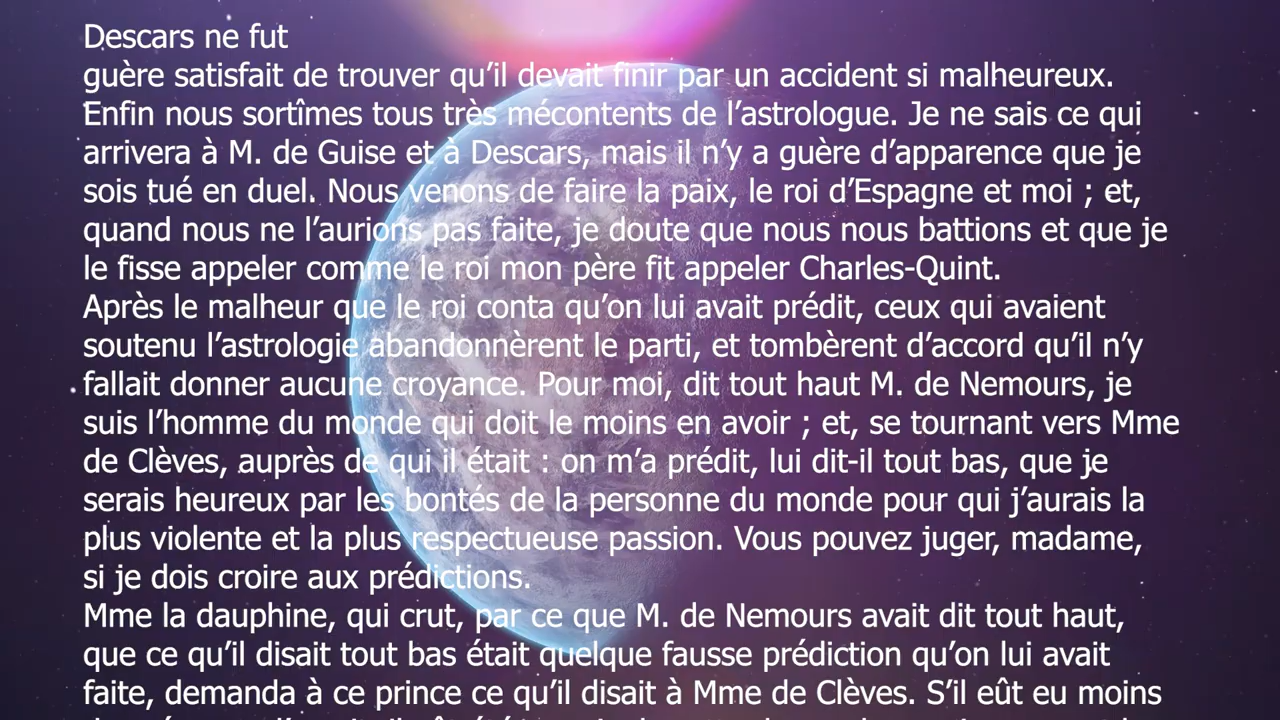 Descars ne fut
guère satisfait de trouver qu’il devait finir par un accident si malheureux.
Enfin nous sortîmes tous très mécontents de l’astrologue. Je ne sais ce qui
arrivera à M. de Guise et à Descars, mais il n’y a guère d’apparence que je
sois tué en duel. Nous venons de faire la paix, le roi d’Espagne et moi ; et,
quand nous ne l’aurions pas faite, je doute que nous nous battions et que je
le fisse appeler comme le roi mon père fit appeler Charles-Quint.
Après le malheur que le roi conta qu’on lui avait prédit, ceux qui avaient
soutenu l’astrologie abandonnèrent le parti, et tombèrent d’accord qu’il n’y
fallait donner aucune croyance. Pour moi, dit tout haut M. de Nemours, je
suis l’homme du monde qui doit le moins en avoir ; et, se tournant vers Mme
de Clèves, auprès de qui il était : on m’a prédit, lui dit-il tout bas, que je
serais heureux par les bontés de la personne du monde pour qui j’aurais la
plus violente et la plus respectueuse passion. Vous pouvez juger, madame,
si je dois croire aux prédictions.
Mme la dauphine, qui crut, par ce que M. de Nemours avait dit tout haut,
que ce qu’il disait tout bas était quelque fausse prédiction qu’on lui avait
faite, demanda à ce prince ce qu’il disait à Mme de Clèves. S’il eût eu moins